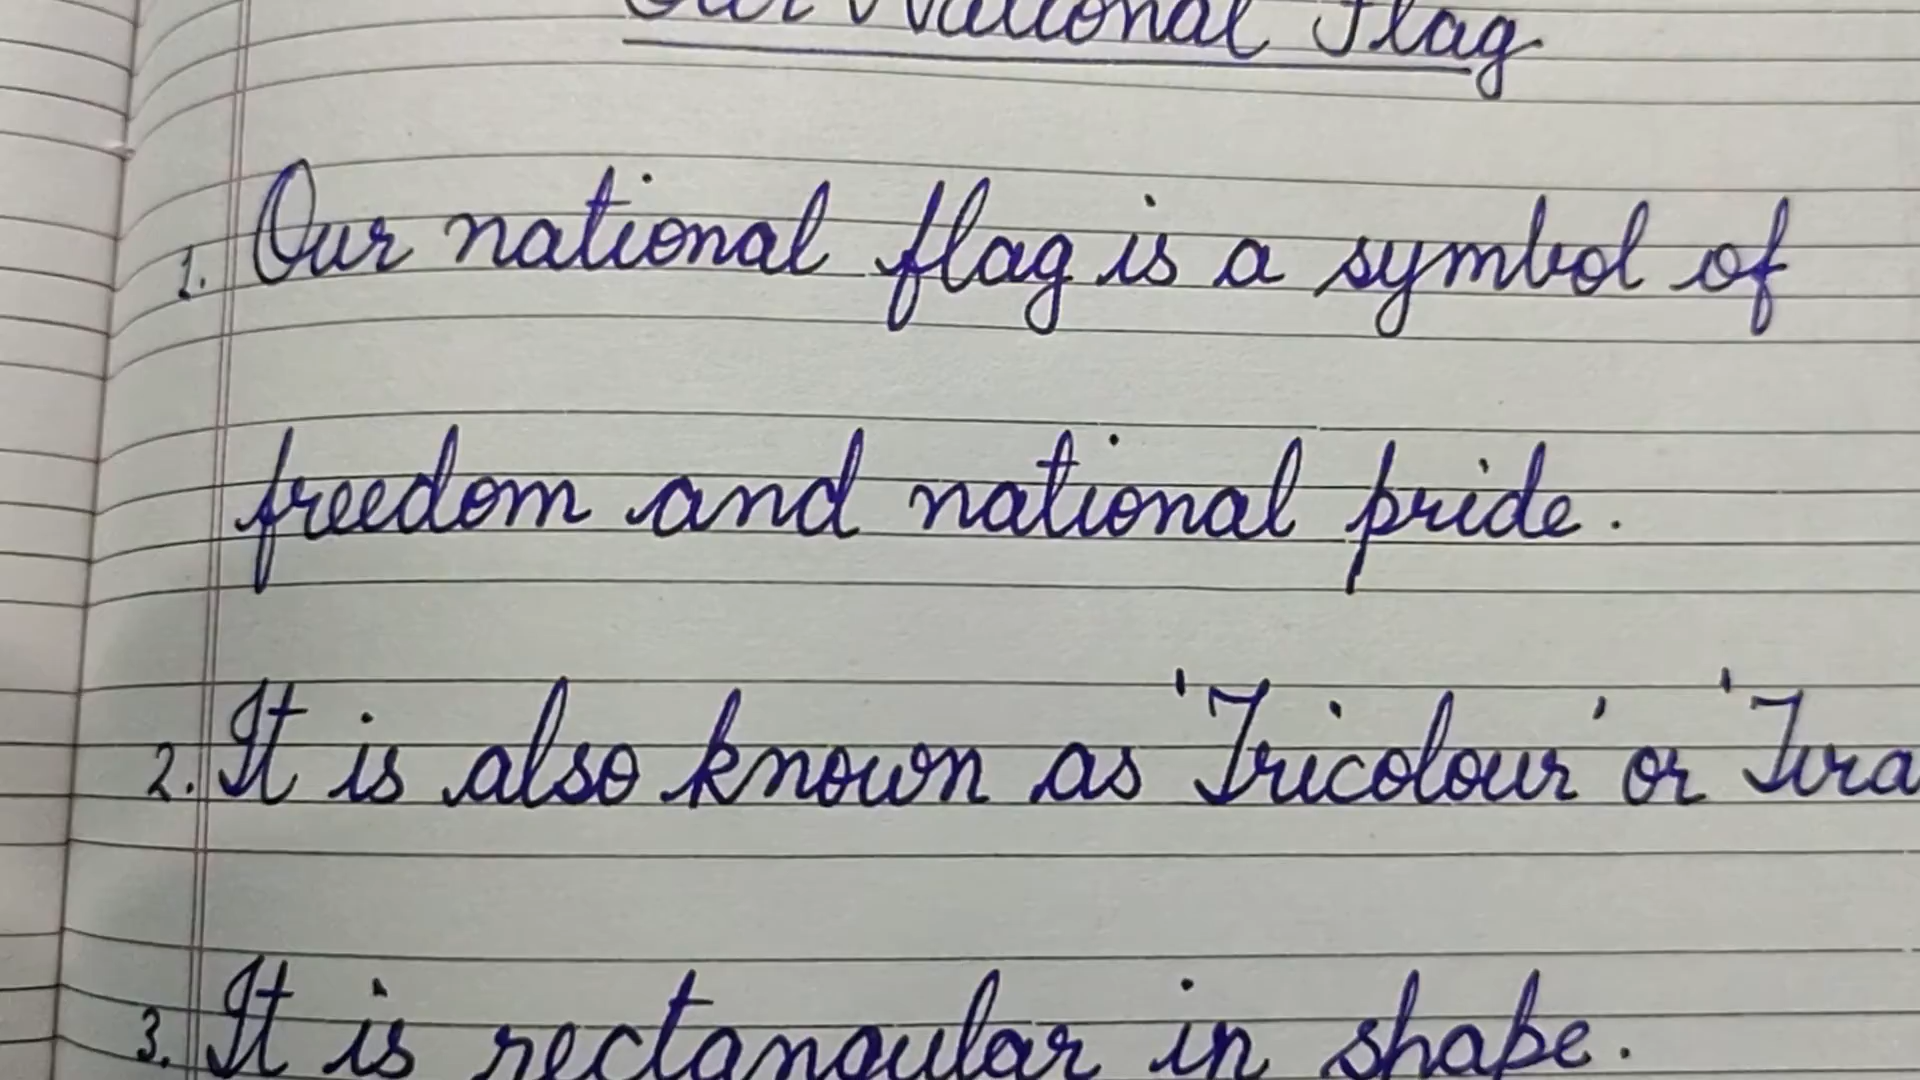 Our National Flag
1. Our national flag is a symbol of
freedom and national pride.
2. It is also known as 'Tricolour' or 'Tira
3. It is rectangular in shape.